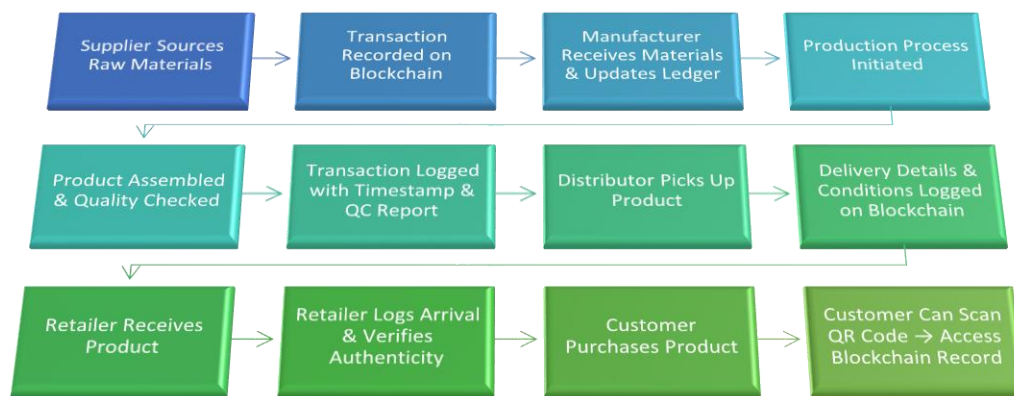 Supplier Sources
Raw Materials
Transaction
Recorded on
Blockchain
Manufacturer
Receives Materials
& Updates Ledger
Production Process
Initiated
Product Assembled
& Quality Checked
Transaction Logged
with Timestamp &
QC Report
Distributor Picks Up
Product
Delivery Details &
Conditions Logged
on Blockchain
Retailer Receives
Product
Retailer Logs Arrival
& Verifies
Authenticity
Customer
Purchases Product
Customer Can Scan
QR Code → Access
Blockchain Record